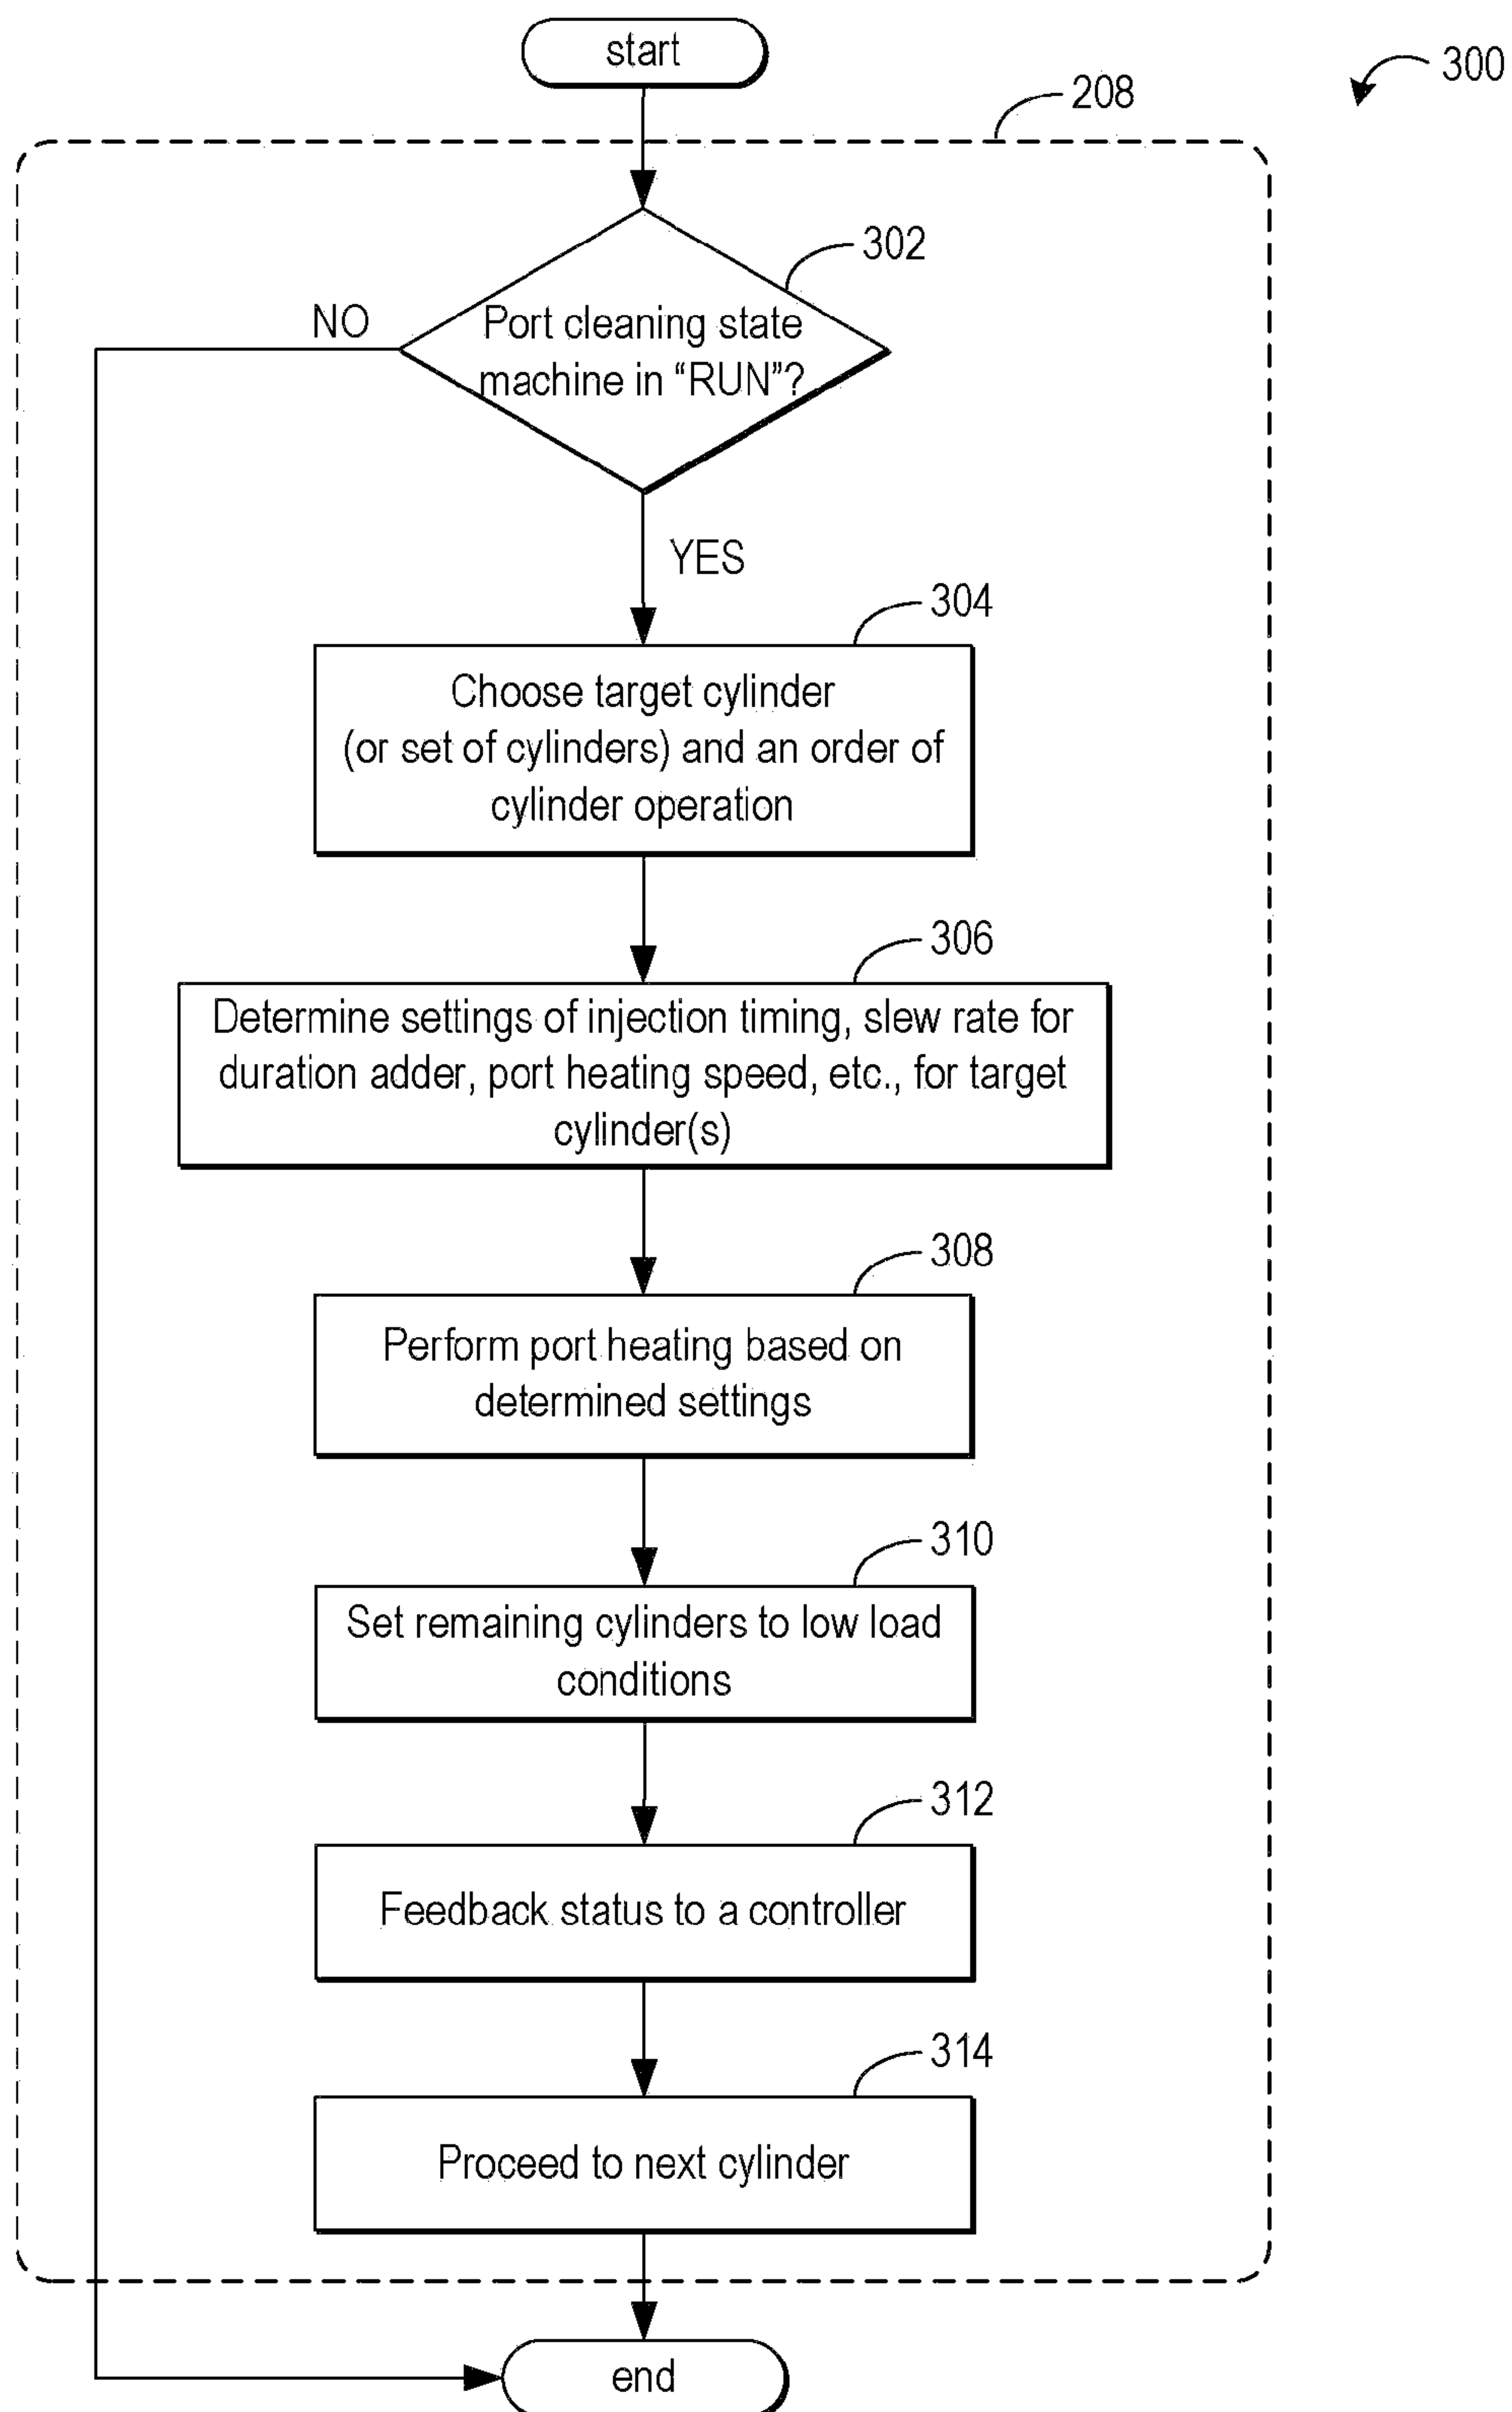 start
300
208
302
NO
Port cleaning state
machine in “RUN”?
YES
304
Choose target cylinder
(or set of cylinders) and an order of
cylinder operation
306
Determine settings of injection timing, slew rate for
duration adder, port heating speed, etc., for target
cylinder(s)
308
Perform port heating based on
determined settings
310
Set remaining cylinders to low load
conditions
312
Feedback status to a controller
314
Proceed to next cylinder
end